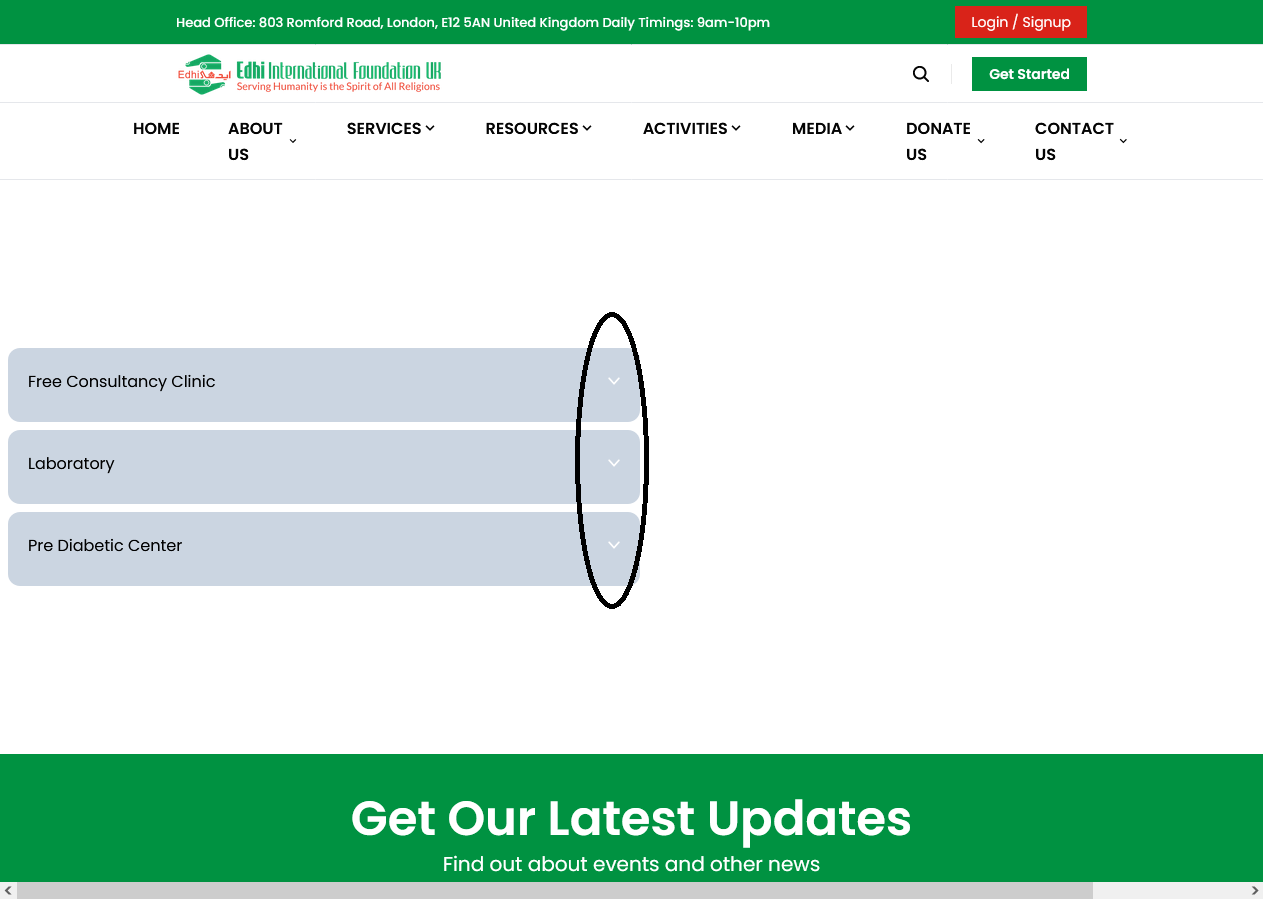 Head Office: 803 Romford Road, London, E12 5AN United Kingdom Daily Timings: 9am-10pm
Login / Signup
Edhi ایدھی
Edhi International Foundation UK
Serving Humanity is the Spirit of All Religions
Get Started
HOME
ABOUT
US
SERVICES
RESOURCES
ACTIVITIES
MEDIA
DONATE
US
CONTACT
US
Free Consultancy Clinic
Laboratory
Pre Diabetic Center
Get Our Latest Updates
Find out about events and other news